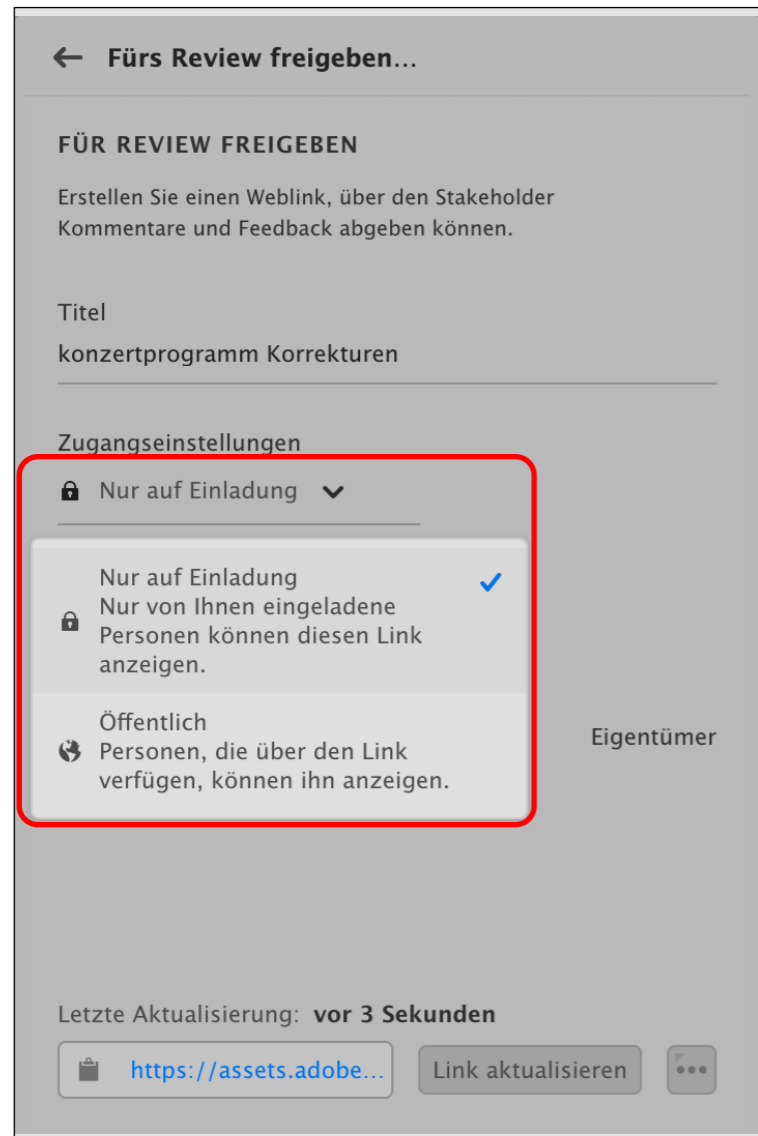 Fürs Review freigeben...
FÜR REVIEW FREIGEBEN
Erstellen Sie einen Weblink, über den Stakeholder
Kommentare und Feedback abgeben können.
Titel
konzertprogramm Korrekturen
Zugangseinstellungen
Nur auf Einladung
Nur auf Einladung
Nur von Ihnen eingeladene
Personen können diesen Link
anzeigen.
Öffentlich
Personen, die über den Link
verfügen, können ihn anzeigen.
Eigentümer
Letzte Aktualisierung: vor 3 Sekunden
https://assets.adobe... Link aktualisieren